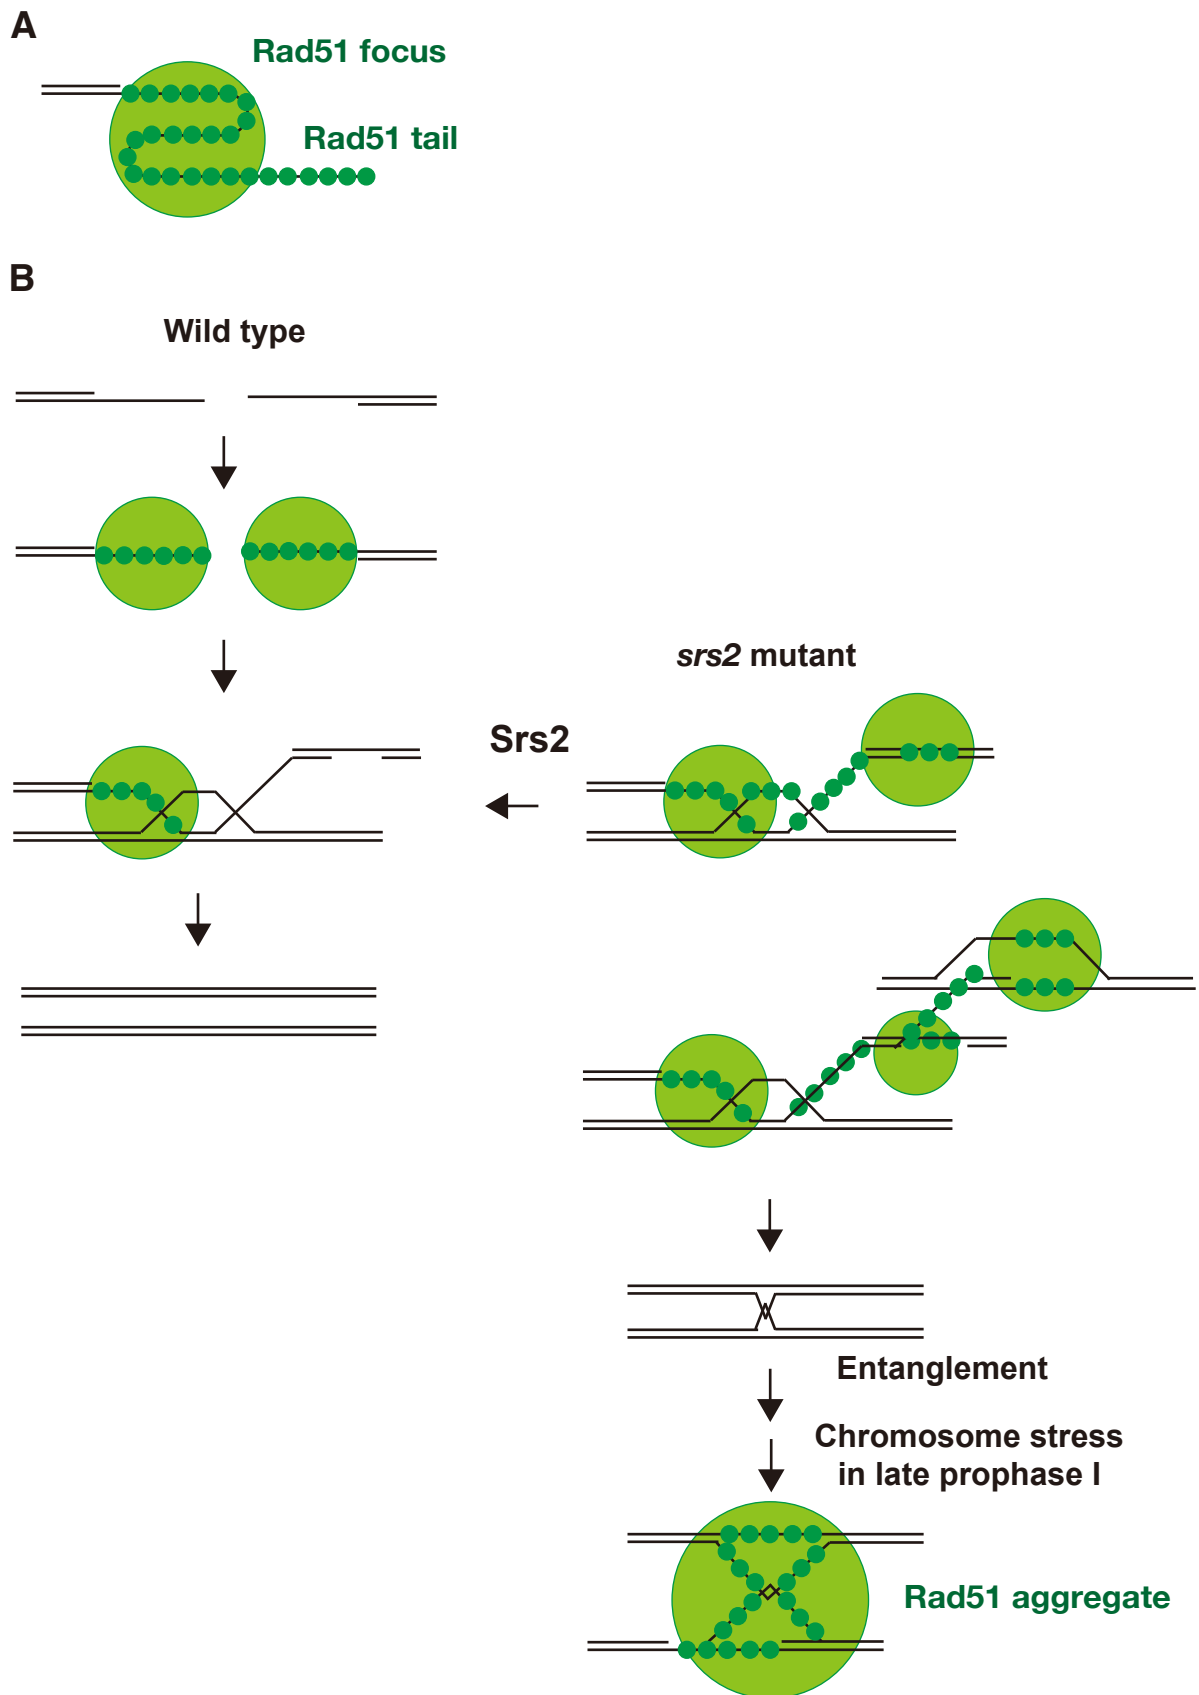 A
Rad51 focus
Rad51 tail
B
Wild type
srs2 mutant
Srs2
Entanglement
Chromosome stress
in late prophase I
Rad51 aggregate